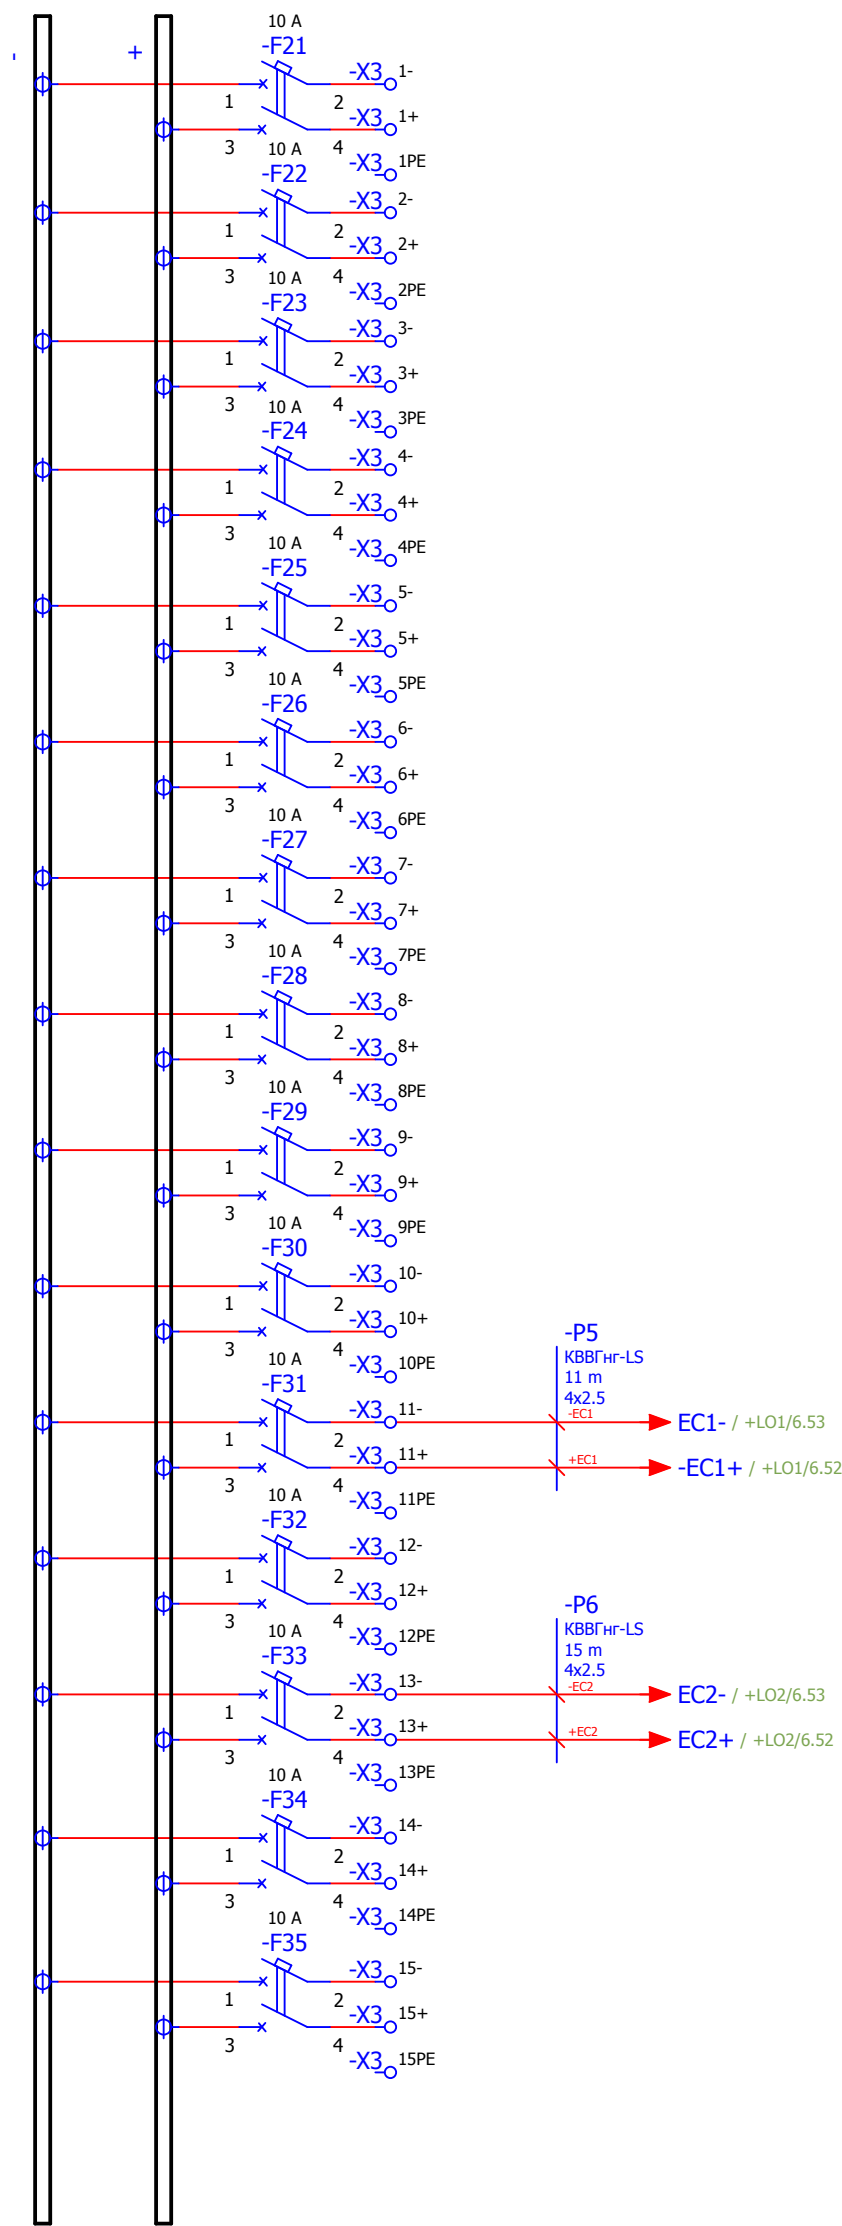 - +
10 A
-F21
-X3 1-
1 2
-X3 1+
3 4
-X3 1PE
10 A
-F22
-X3 2-
1 2
-X3 2+
3 4
-X3 2PE
10 A
-F23
-X3 3-
1 2
-X3 3+
3 4
-X3 3PE
10 A
-F24
-X3 4-
1 2
-X3 4+
3 4
-X3 4PE
10 A
-F25
-X3 5-
1 2
-X3 5+
3 4
-X3 5PE
10 A
-F26
-X3 6-
1 2
-X3 6+
3 4
-X3 6PE
10 A
-F27
-X3 7-
1 2
-X3 7+
3 4
-X3 7PE
10 A
-F28
-X3 8-
1 2
-X3 8+
3 4
-X3 8PE
10 A
-F29
-X3 9-
1 2
-X3 9+
3 4
-X3 9PE
10 A
-F30
-X3 10-
1 2
-X3 10+
3 4
-X3 10PE
10 A
-F31
-P5
КВВГнг-LS
11 m
4x2.5
-X3 11- -EC1 EC1- / +LO1/6.53
1 2
-X3 11+ +EC1 -EC1+ / +LO1/6.52
3 4
-X3 11PE
10 A
-F32
-X3 12-
1 2
-X3 12+
3 4
-X3 12PE
10 A
-F33
-P6
КВВГнг-LS
15 m
4x2.5
-X3 13- -EC2 EC2- / +LO2/6.53
1 2
-X3 13+ +EC2 EC2+ / +LO2/6.52
3 4
-X3 13PE
10 A
-F34
-X3 14-
1 2
-X3 14+
3 4
-X3 14PE
10 A
-F35
-X3 15-
1 2
-X3 15+
3 4
-X3 15PE